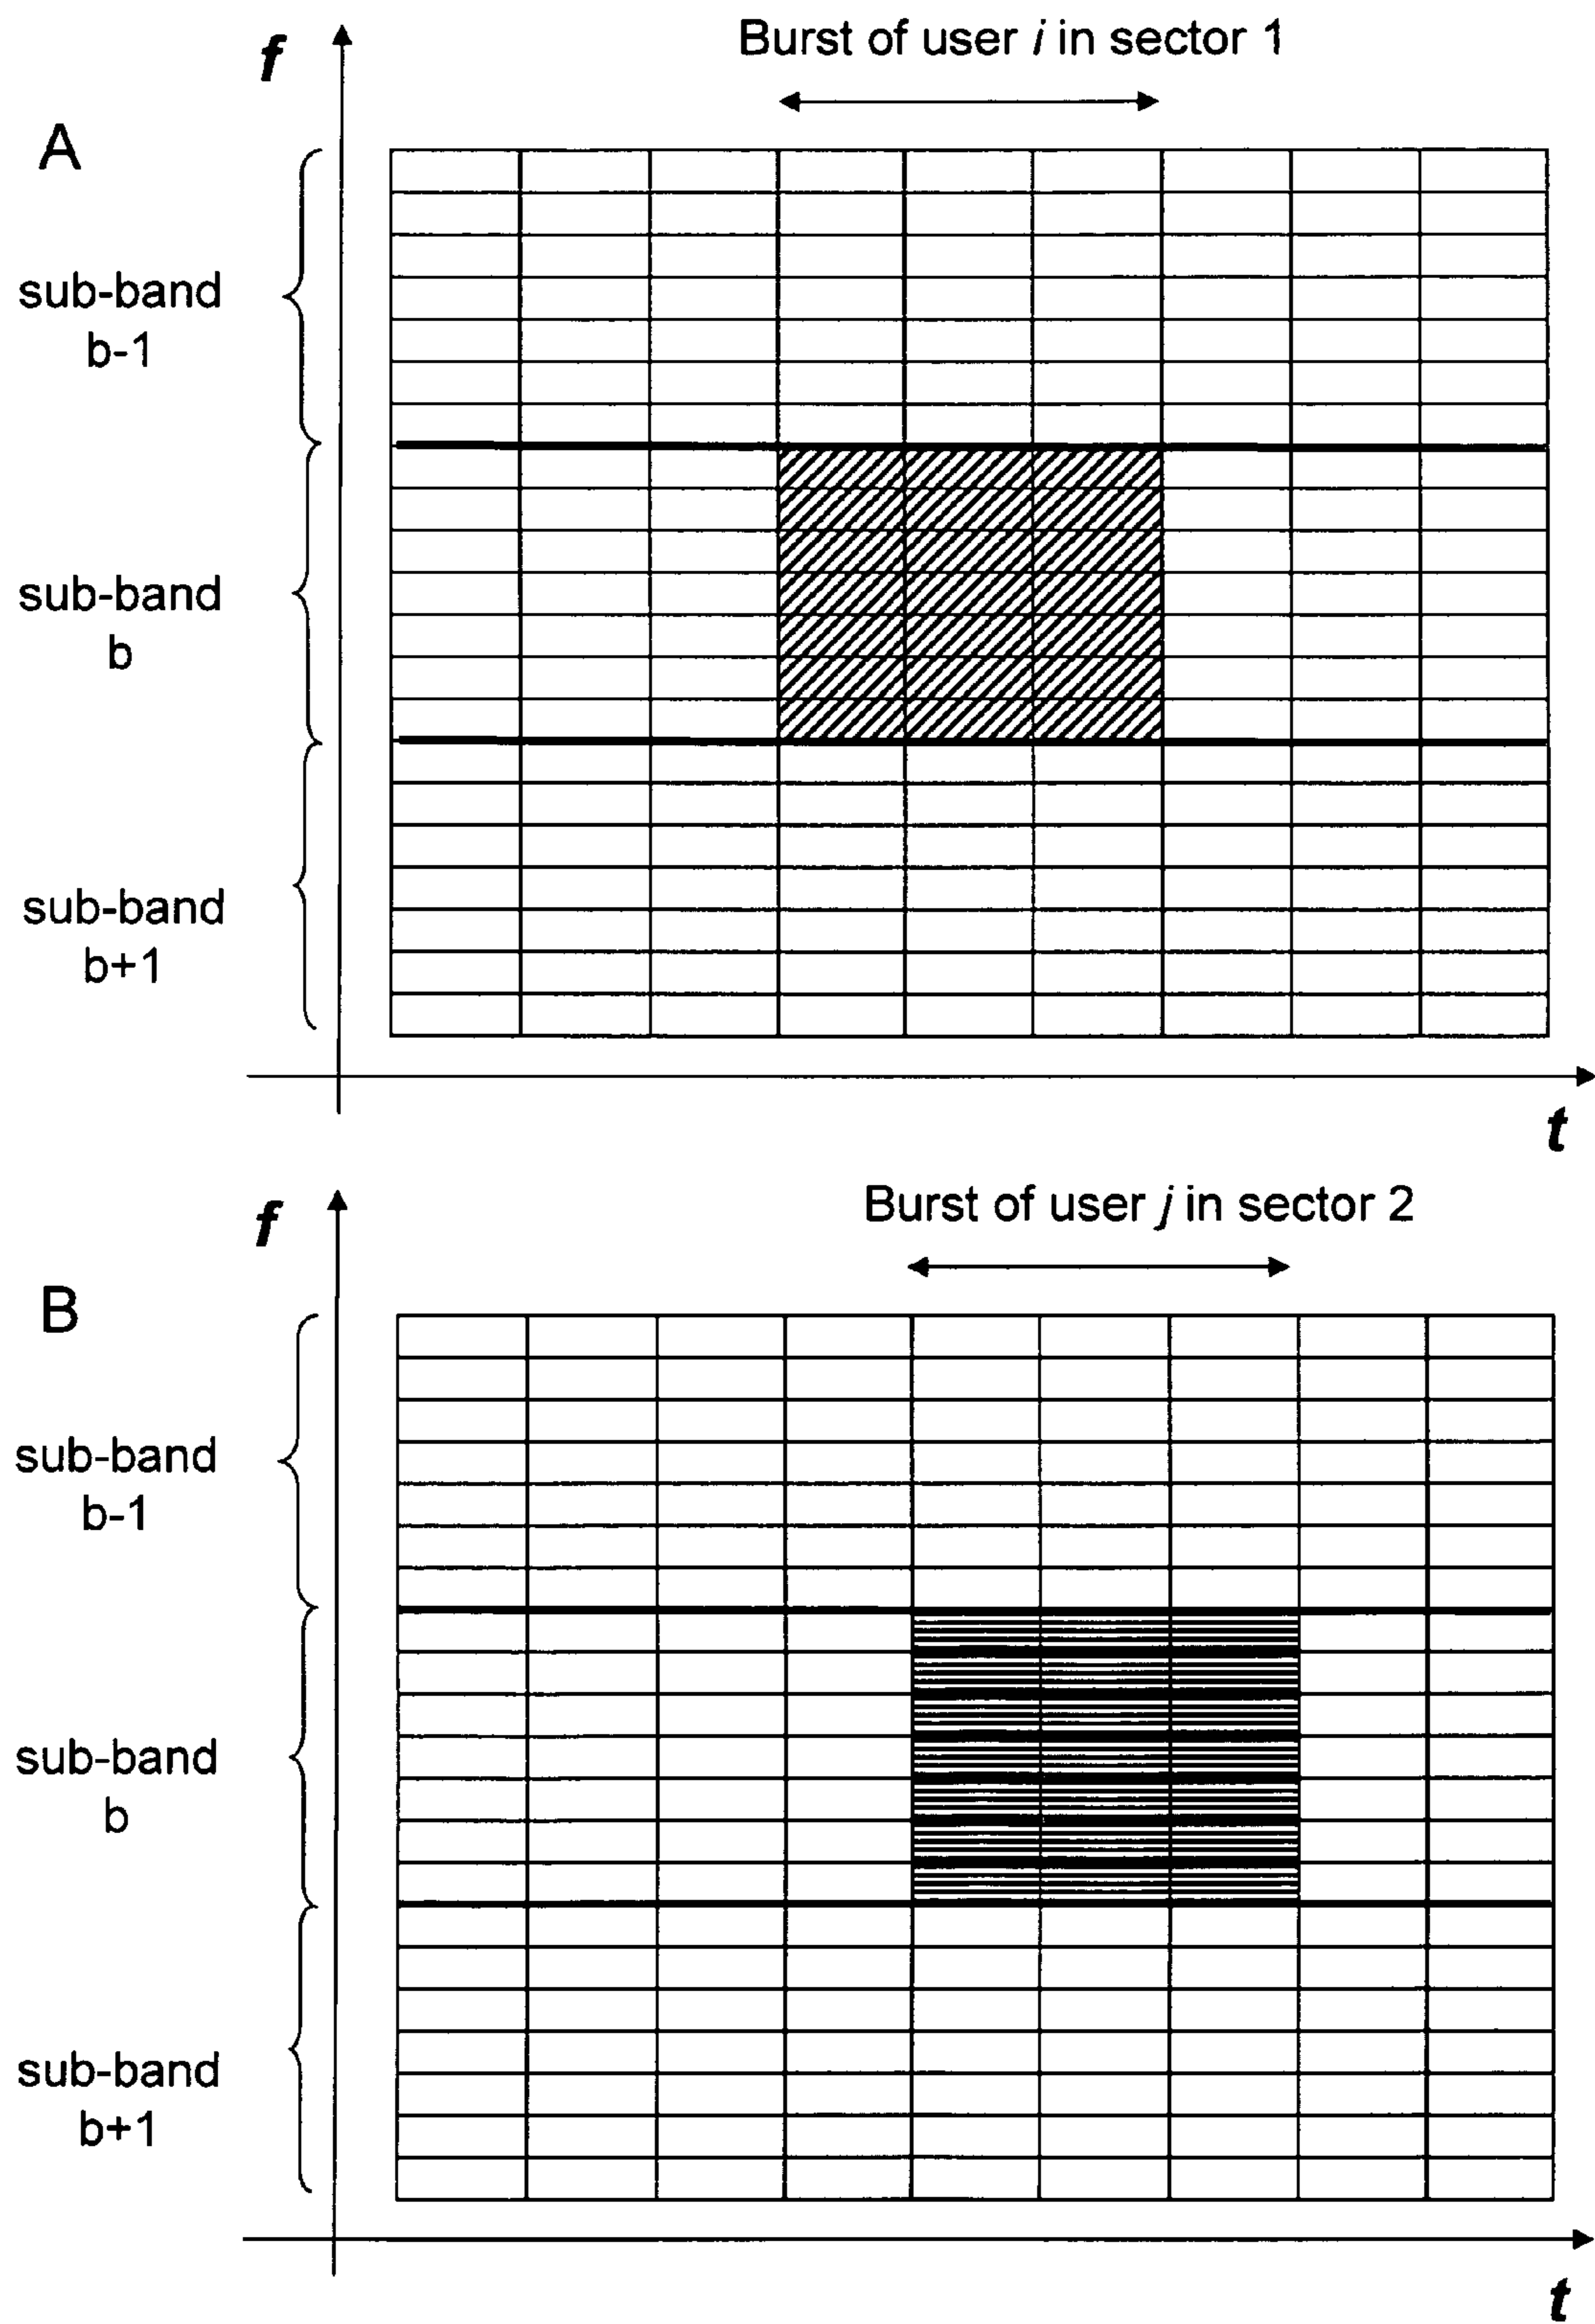 f
Burst of user i in sector 1
A
sub-band
b-1
sub-band
b
sub-band
b+1
t
f
Burst of user j in sector 2
B
sub-band
b-1
sub-band
b
sub-band
b+1
t